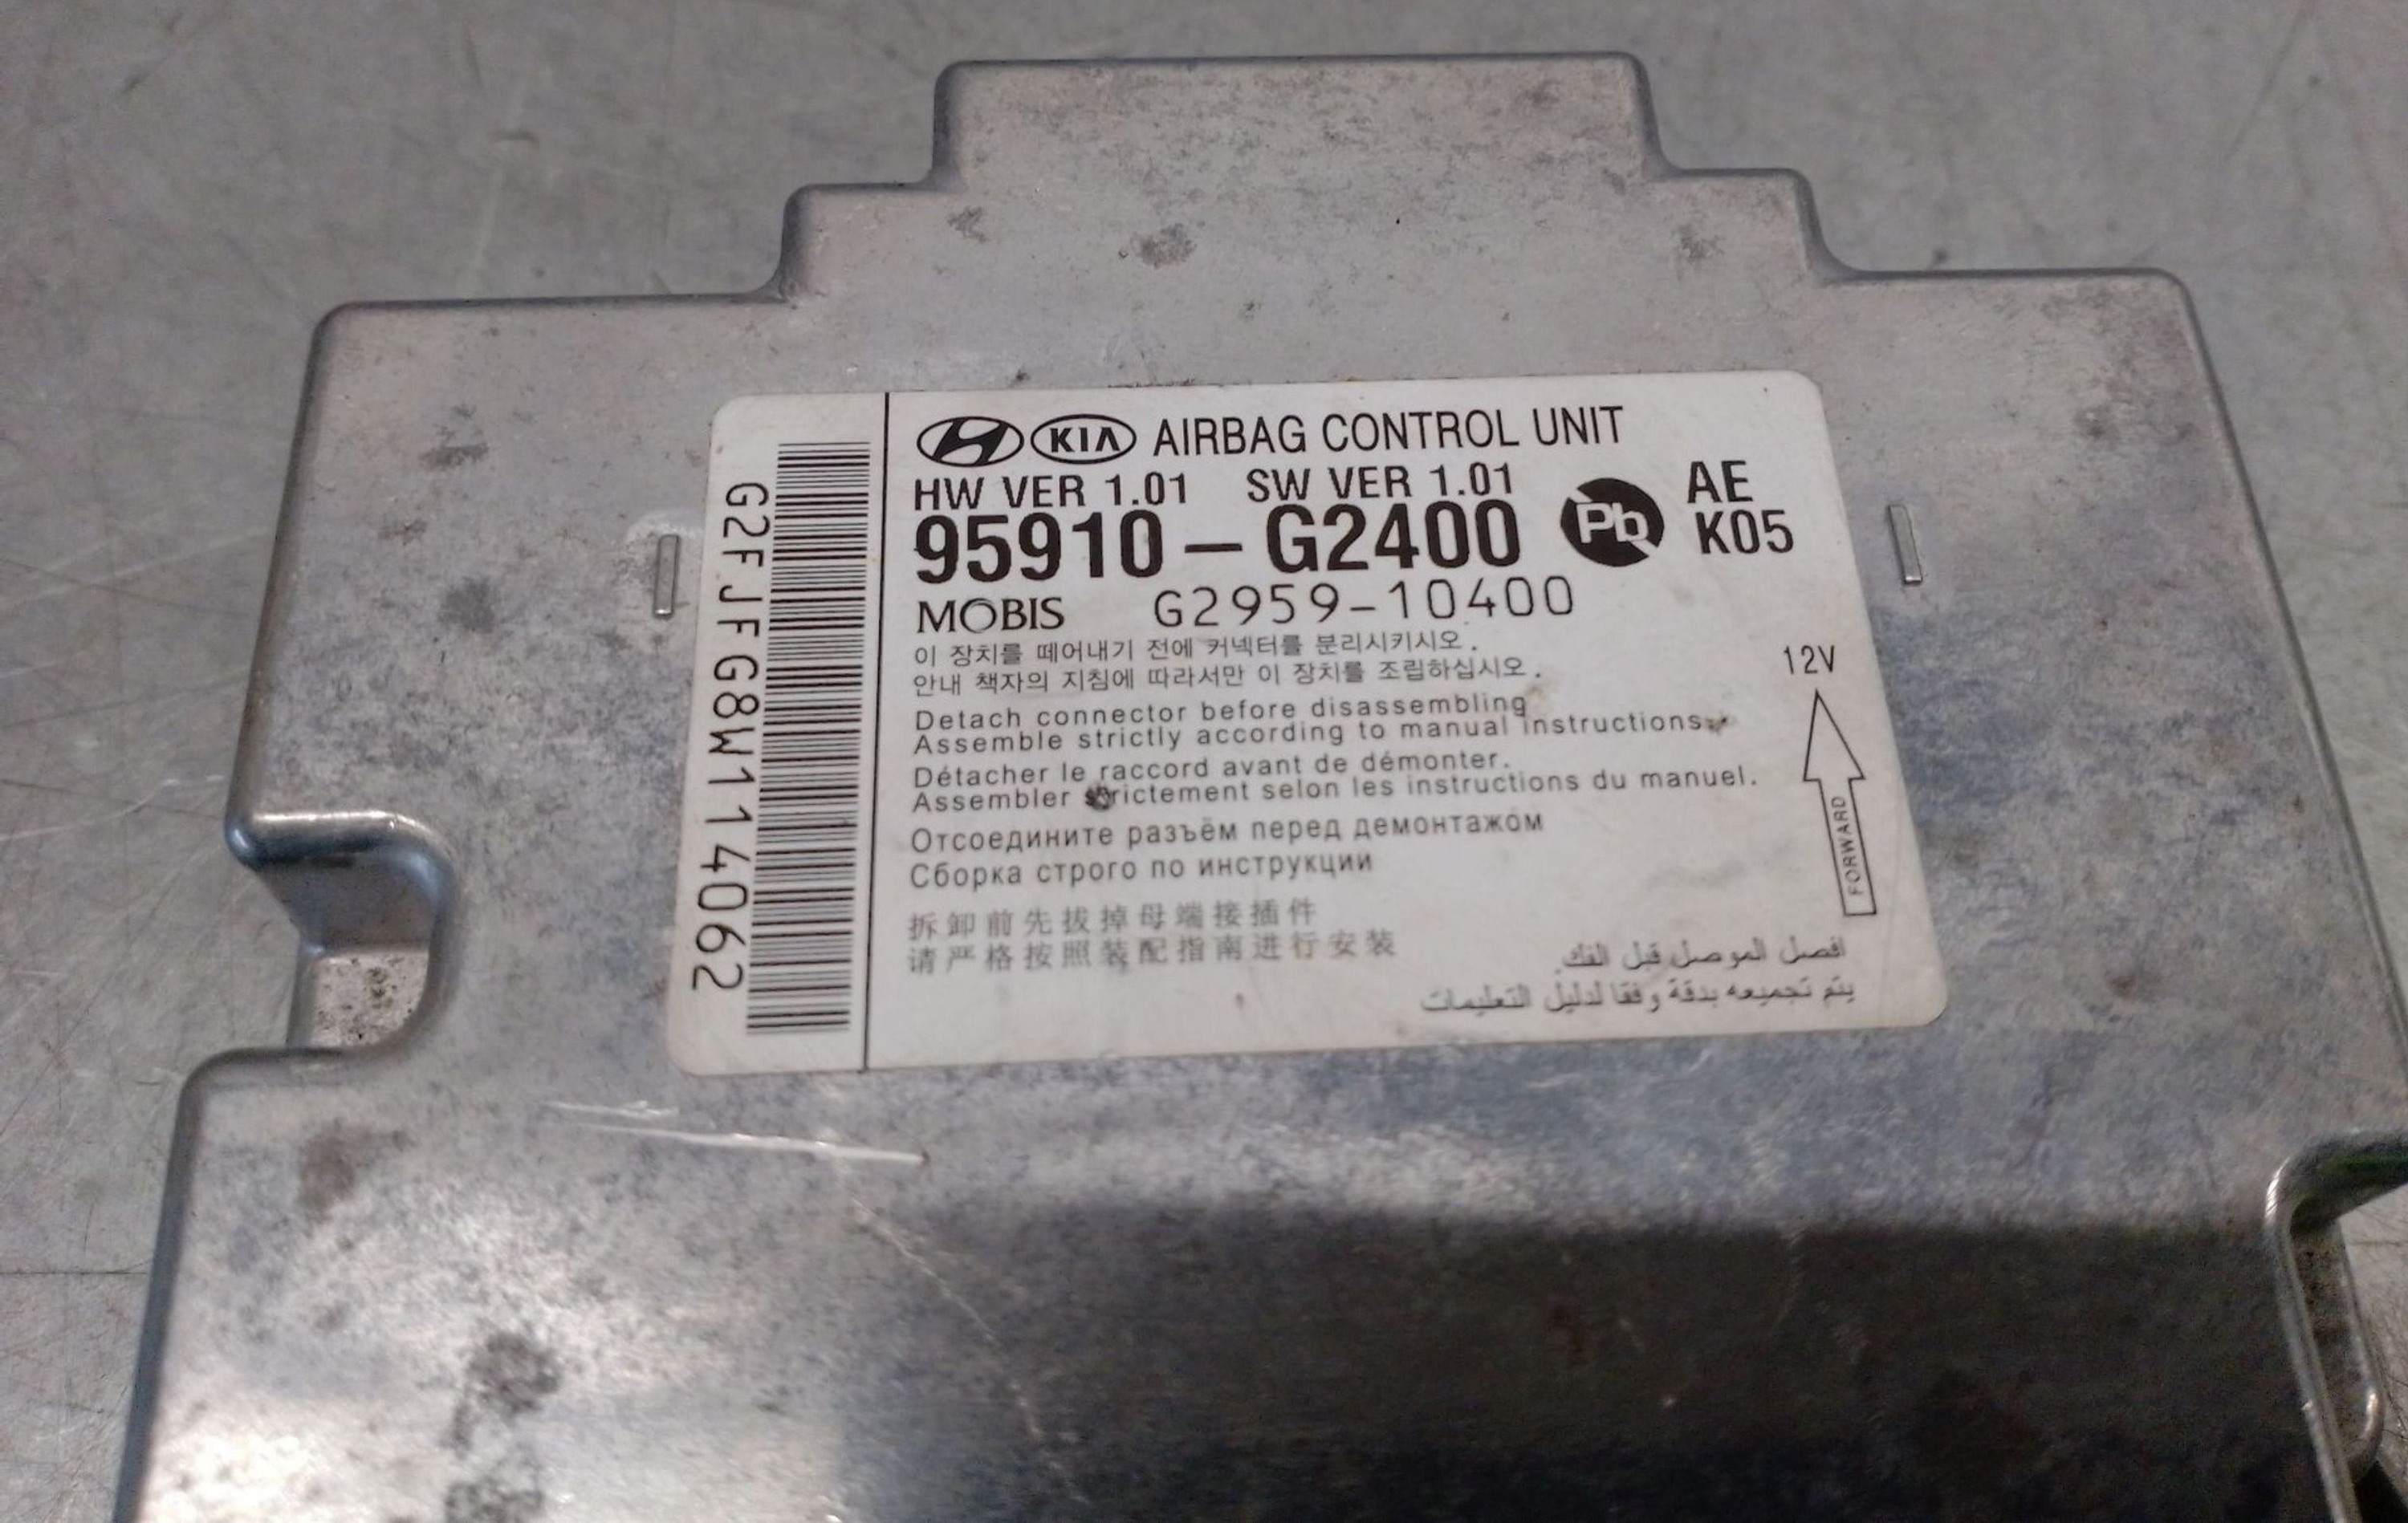 G2FJFG8W114062
KIA AIRBAG CONTROL UNIT
HW VER 1.01 SW VER 1.01
95910-G2400 Pb AE
K05
MOBIS G2959-10400
이 장치를 떼어내기 전에 커넥터를 분리시키시오.
안내 책자의 지침에 따라서만 이 장치를 조립하십시오.
12V
FORWARD
Detach connector before disassembling
Assemble strictly according to manual instructions.
Détacher le raccord avant de démonter.
Assembler strictement selon les instructions du manuel.
Отсоедините разъём перед демонтажом
Сборка строго по инструкции
拆卸前先拔掉母端接插件
请严格按照装配指南进行安装
افصل الموصل قبل الفك.
يتم تجميعه بدقة وفقا لدليل التعليمات